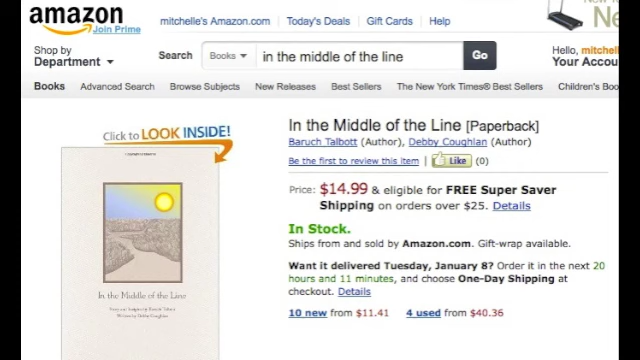 amazon
Join Prime
mitchelle's Amazon.com
Today's Deals
Gift Cards
Help
Ne
Shop by
Department
Search
Books
in the middle of the line
Go
Hello, mitchell
Your Accou
Books
Advanced Search
Browse Subjects
New Releases
Best Sellers
The New York Times® Best Sellers
Children's Boo
Click to LOOK INSIDE!
In the Middle of the Line
In the Middle of the Line [Paperback]
Baruch Talbott (Author), Debby Coughlan (Author)
Be the first to review this item | Like (0)
Price: $14.99 & eligible for FREE Super Saver
Shipping on orders over $25. Details
In Stock.
Ships from and sold by Amazon.com. Gift-wrap available.
Want it delivered Tuesday, January 8? Order it in the next 20
hours and 11 minutes, and choose One-Day Shipping at
checkout. Details
10 new from $11.41 4 used from $40.36